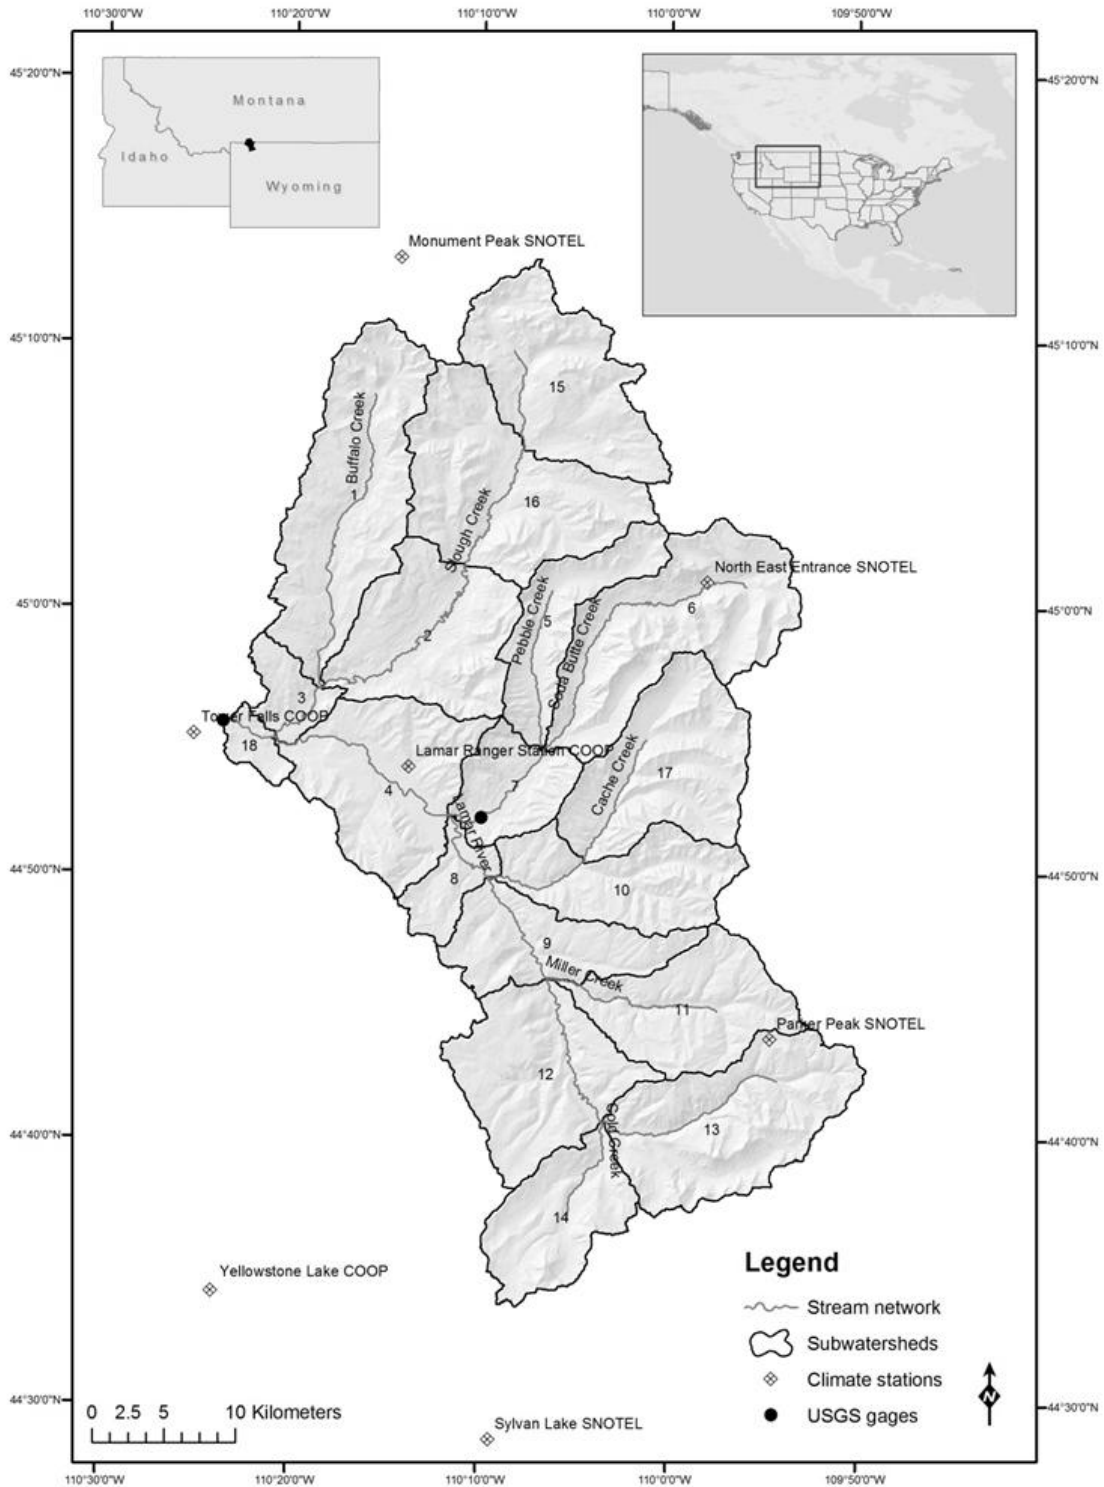 110°30'0"W 110°20'0"W 110°10'0"W 110°0'0"W 109°50'0"W
45°20'0"N
45°20'0"N
Montana
Idaho
Wyoming
Monument Peak SNOTEL
45°10'0"N
45°10'0"N
15
Buffalo Creek
1
16
Slough Creek
North East Entrance SNOTEL
45°0'0"N
45°0'0"N
6
Pebble Creek
5
Soda Butte Creek
2
3
Tower Falls COOP
18
Lamar Ranger Station COOP
17
Cache Creek
7
4
Lamar River
44°50'0"N
44°50'0"N
8
10
9
Miller Creek
11
Parker Peak SNOTEL
12
Cold Creek
13
44°40'0"N
44°40'0"N
14
Yellowstone Lake COOP
Legend
Stream network
Subwatersheds
Climate stations
USGS gages
N
44°30'0"N
44°30'0"N
0 2.5 5 10 Kilometers
Sylvan Lake SNOTEL
110°30'0"W 110°20'0"W 110°10'0"W 110°0'0"W 109°50'0"W